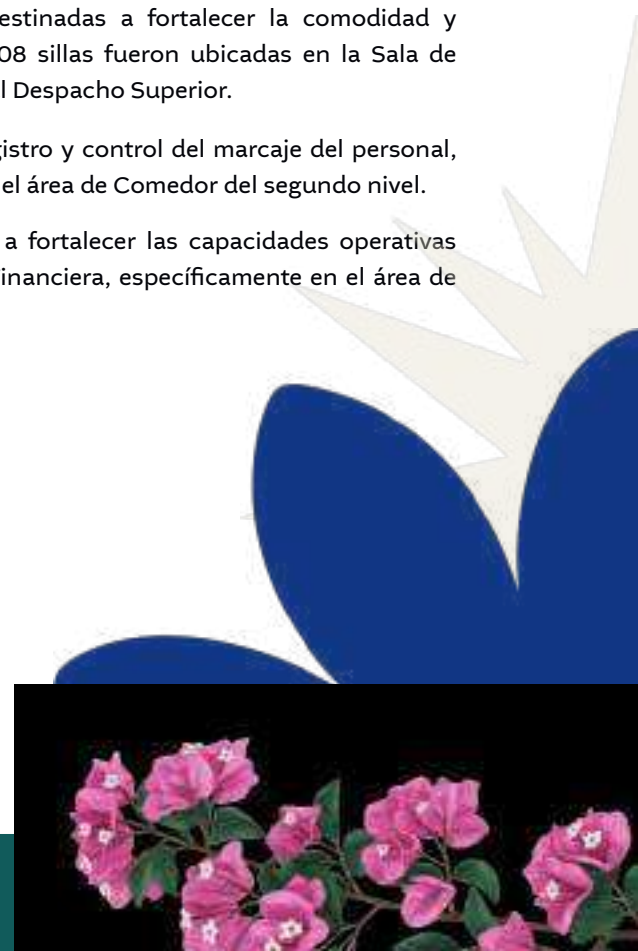 estinadas a fortalecer la comodidad y
08 sillas fueron ubicadas en la Sala de
l Despacho Superior.
istro y control del marcaje del personal,
el área de Comedor del segundo nivel.
a fortalecer las capacidades operativas
inanciera, específicamente en el área de